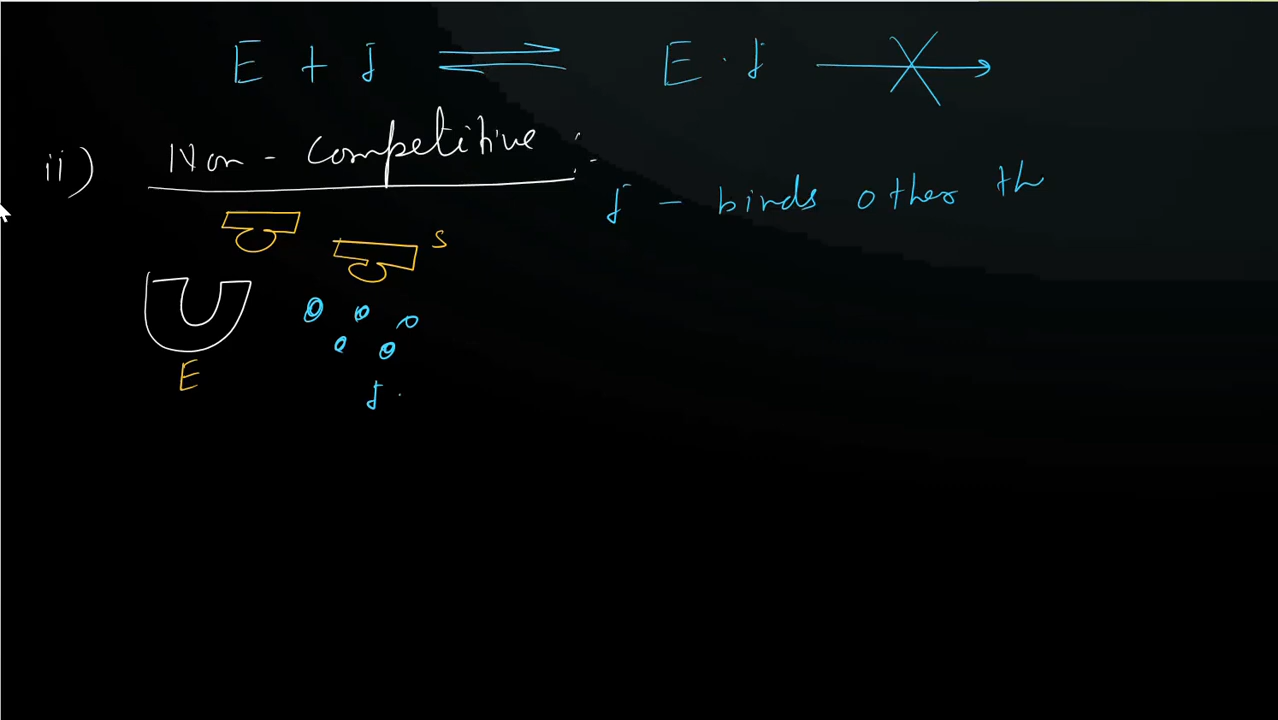 E + I ⇌ E · I
ii) Non - Competitive :-
I - binds other th
S
E
I